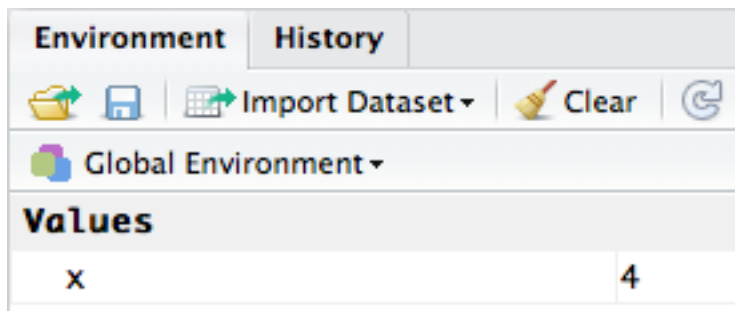 Environment History
Import Dataset Clear
Global Environment
Values
x 4